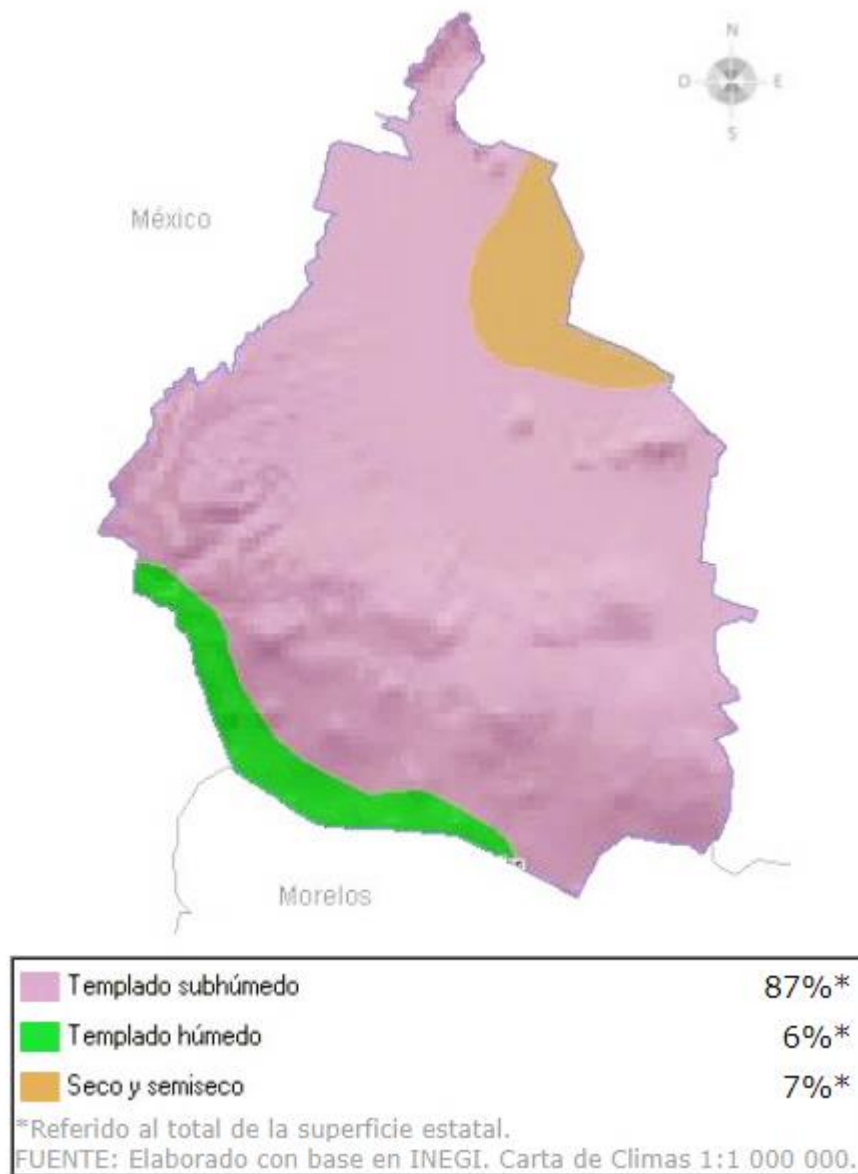 N
O E
S
México
Morelos
Templado subhúmedo 87%*
Templado húmedo 6%*
Seco y semiseco 7%*
*Referido al total de la superficie estatal.
FUENTE: Elaborado con base en INEGI. Carta de Climas 1:1 000 000.